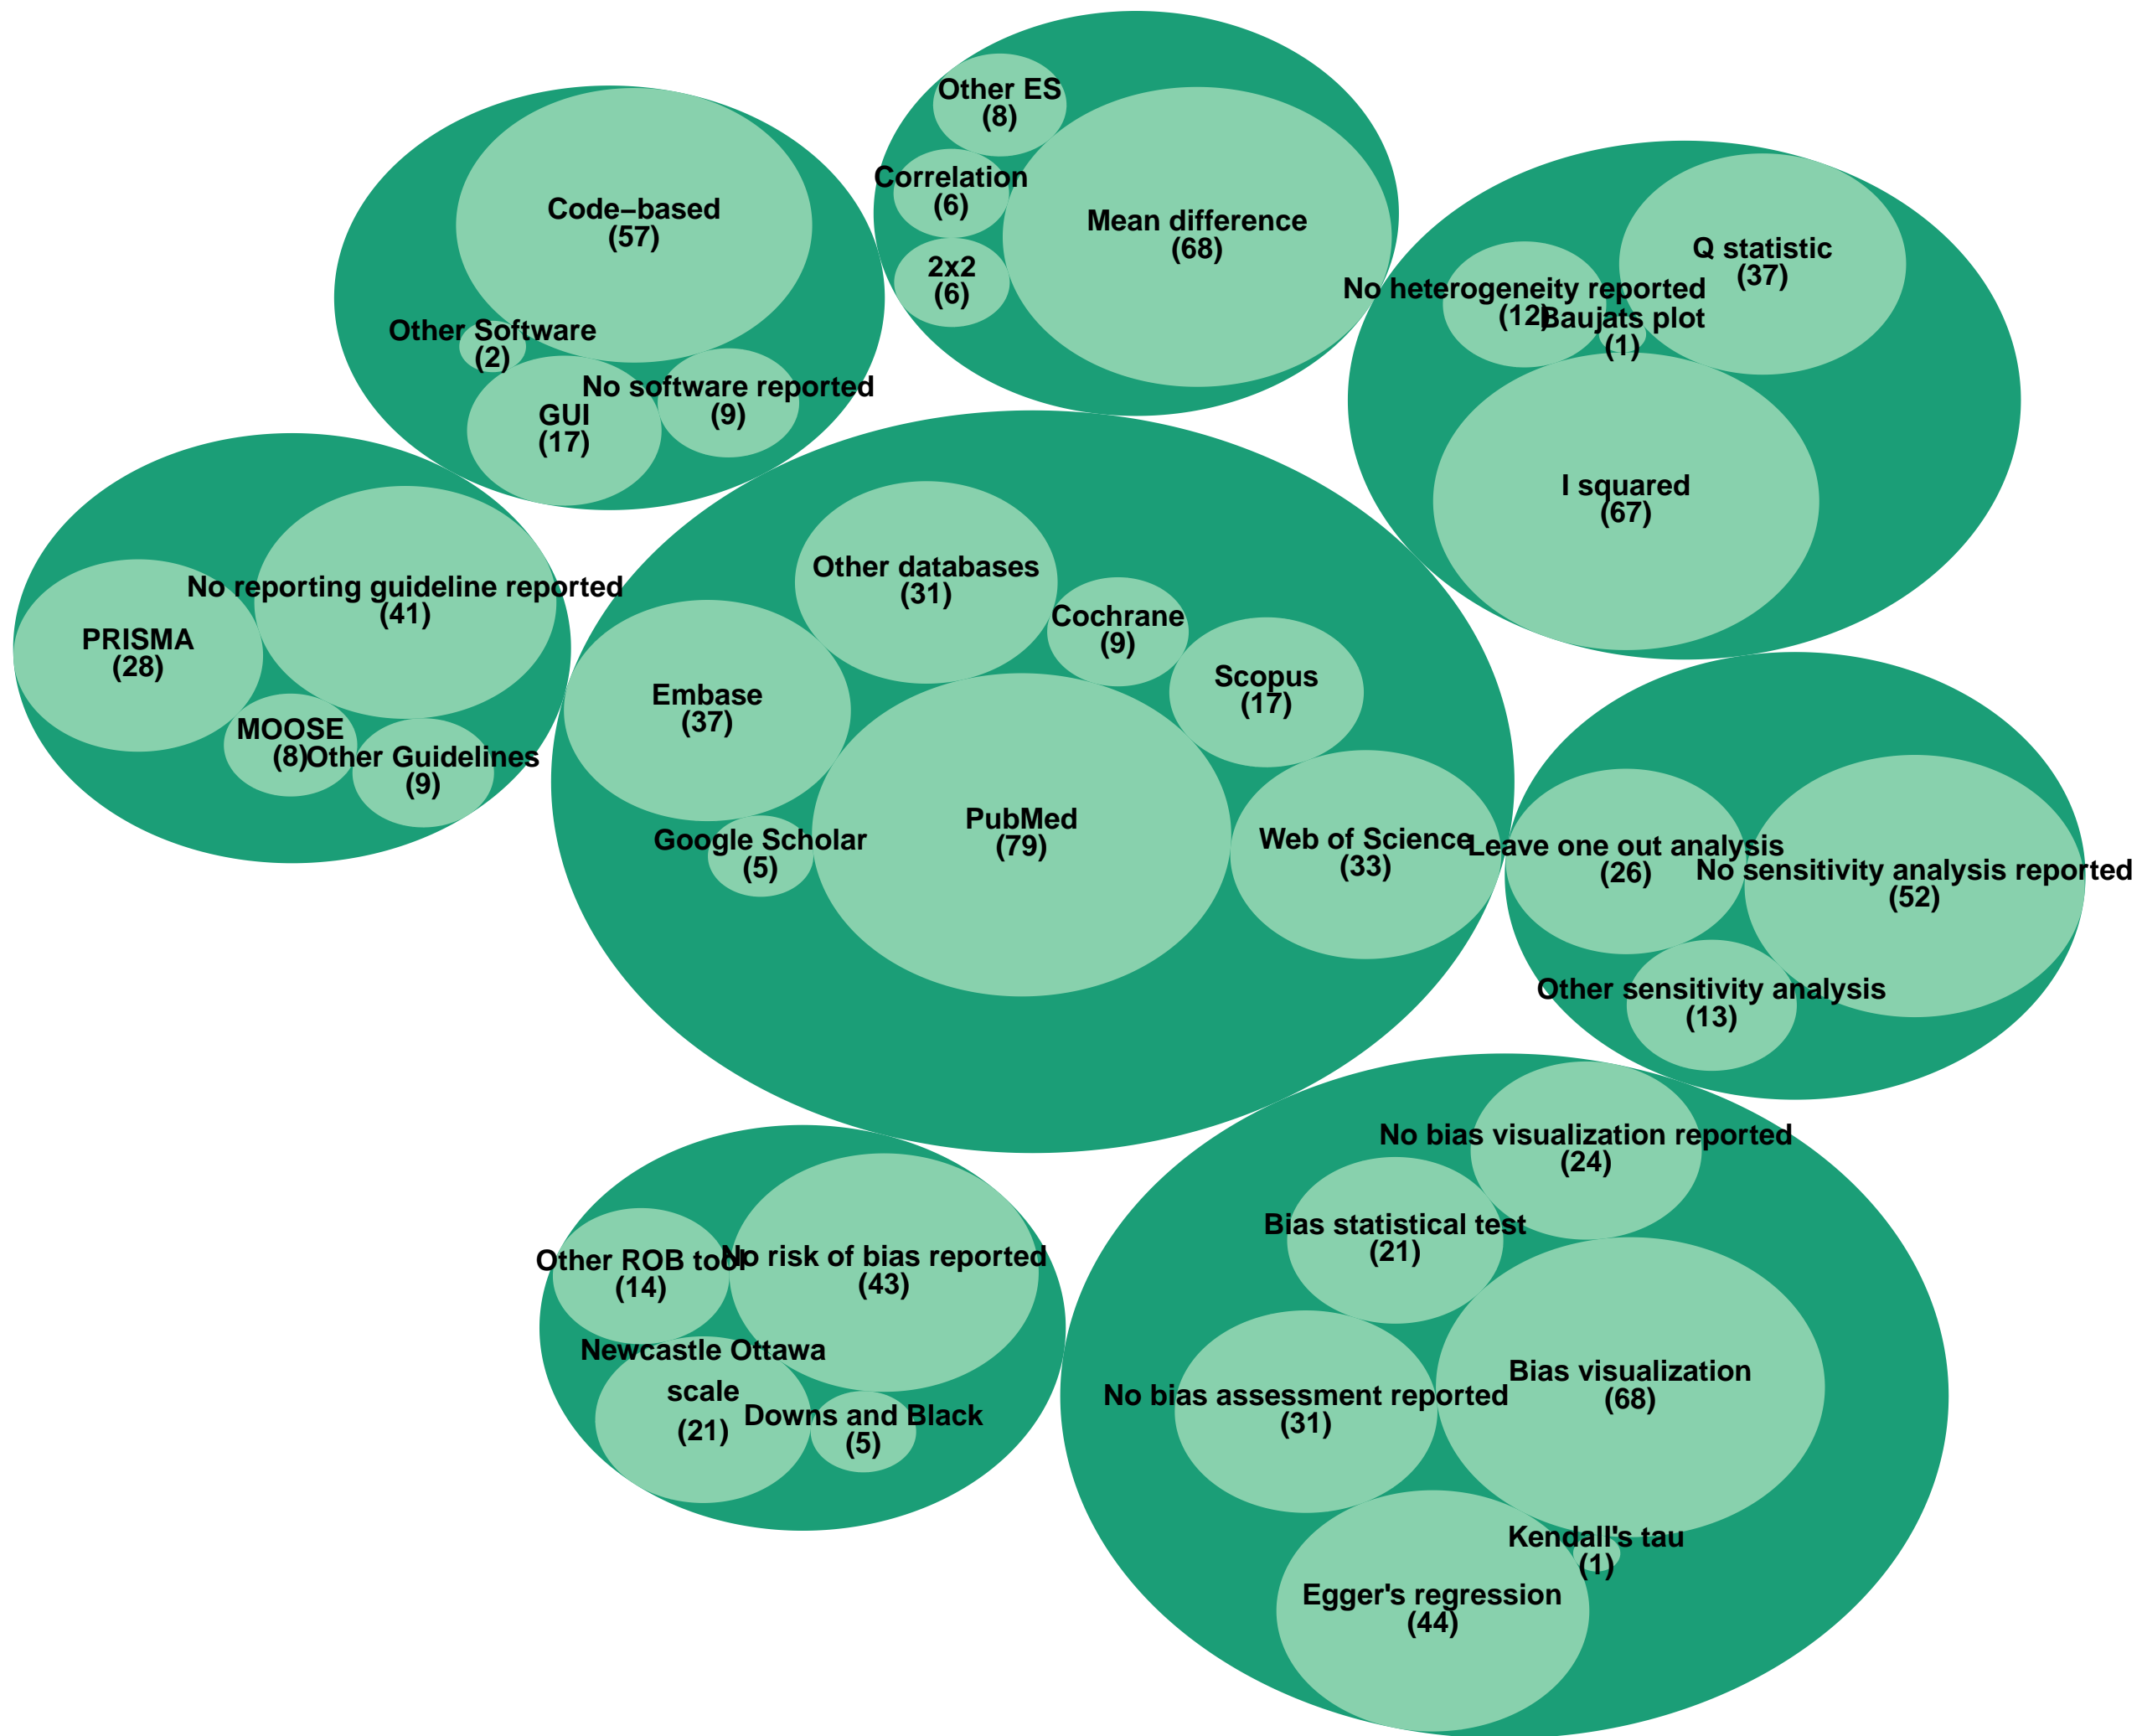 Other ES
(8)
Correlation
(6)
2x2
(6)
Mean difference
(68)
Code–based
(57)
Other Software
(2)
GUI
(17)
No software reported
(9)
Q statistic
(37)
No heterogeneity reported
(12)
Baujats plot
(1)
I squared
(67)
No reporting guideline reported
(41)
PRISMA
(28)
MOOSE
(8)
Other Guidelines
(9)
Other databases
(31)
Cochrane
(9)
Scopus
(17)
Embase
(37)
PubMed
(79)
Google Scholar
(5)
Web of Science
(33)
Leave one out analysis
(26)
No sensitivity analysis reported
(52)
Other sensitivity analysis
(13)
Other ROB tool
(14)
No risk of bias reported
(43)
Newcastle Ottawa
scale
(21)
Downs and Black
(5)
No bias visualization reported
(24)
Bias statistical test
(21)
No bias assessment reported
(31)
Bias visualization
(68)
Kendall's tau
(1)
Egger's regression
(44)